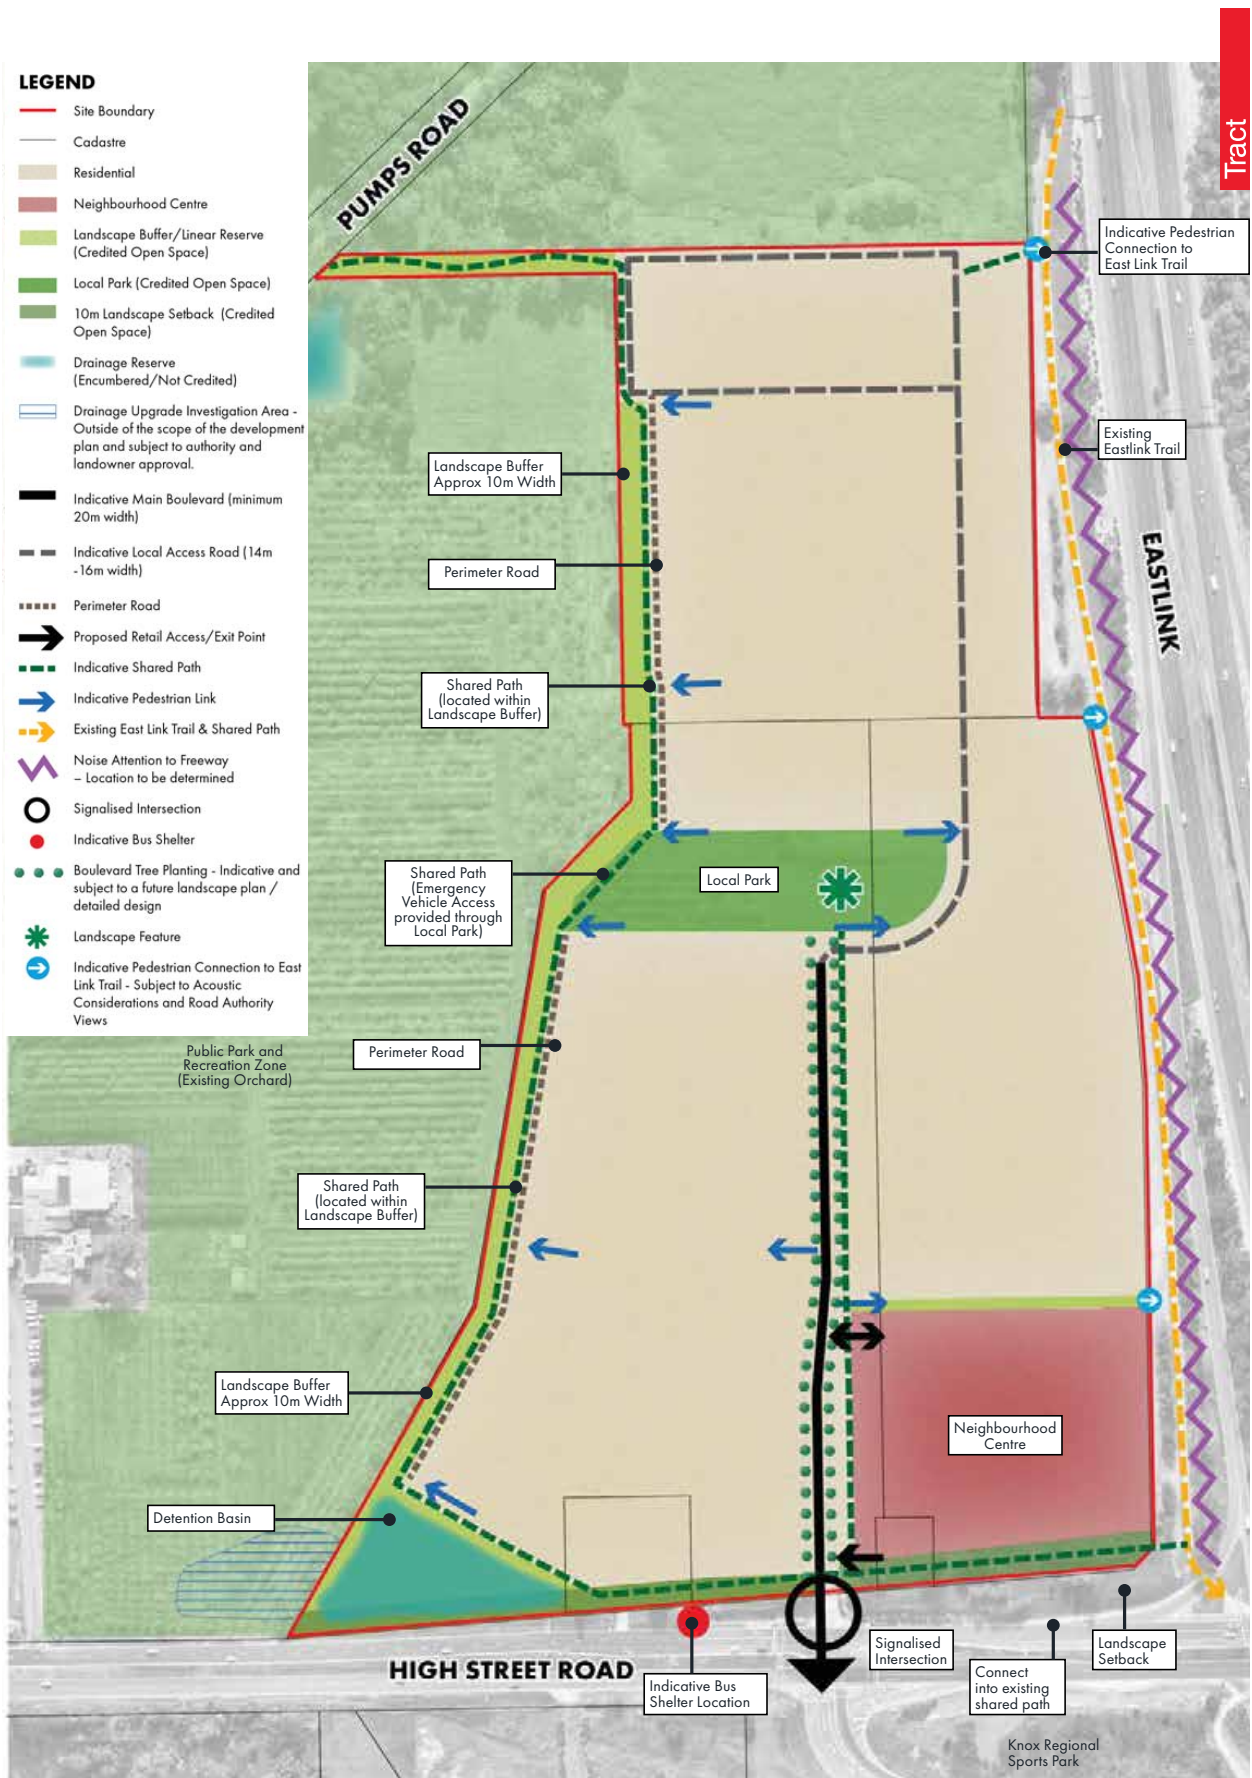 Tract
LEGEND
Site Boundary
Cadastre
Residential
Neighbourhood Centre
Landscape Buffer/Linear Reserve
(Credited Open Space)
Local Park (Credited Open Space)
10m Landscape Setback (Credited
Open Space)
Drainage Reserve
(Encumbered/Not Credited)
Drainage Upgrade Investigation Area -
Outside of the scope of the development
plan and subject to authority and
landowner approval.
Indicative Main Boulevard (minimum
20m width)
Indicative Local Access Road (14m
-16m width)
Perimeter Road
Proposed Retail Access/Exit Point
Indicative Shared Path
Indicative Pedestrian Link
Existing East Link Trail & Shared Path
Noise Attention to Freeway
– Location to be determined
Signalised Intersection
Indicative Bus Shelter
Boulevard Tree Planting - Indicative and
subject to a future landscape plan /
detailed design
Landscape Feature
Indicative Pedestrian Connection to East
Link Trail - Subject to Acoustic
Considerations and Road Authority
Views
PUMPS ROAD
Indicative Pedestrian
Connection to
East Link Trail
Existing
Eastlink Trail
Landscape Buffer
Approx 10m Width
Perimeter Road
EASTLINK
Shared Path
(located within
Landscape Buffer)
Shared Path
(Emergency
Vehicle Access
provided through
Local Park)
Local Park
Public Park and
Recreation Zone
(Existing Orchard)
Perimeter Road
Shared Path
(located within
Landscape Buffer)
Landscape Buffer
Approx 10m Width
Neighbourhood
Centre
Detention Basin
HIGH STREET ROAD
Indicative Bus
Shelter Location
Signalised
Intersection
Connect
into existing
shared path
Landscape
Setback
Knox Regional
Sports Park